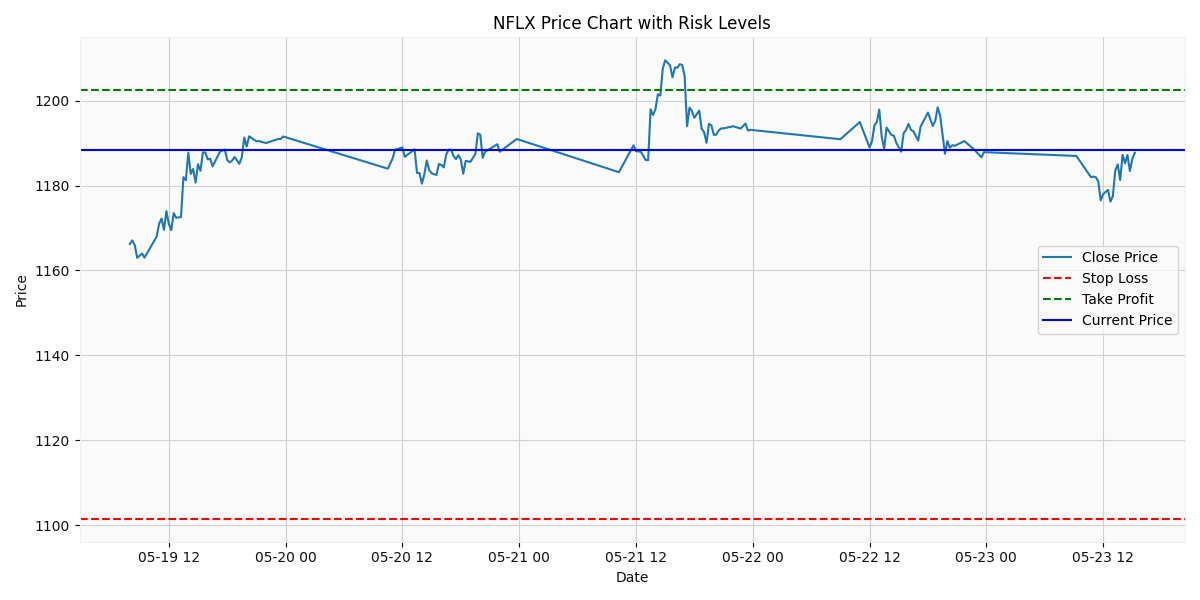 NFLX Price Chart with Risk Levels
1200
1180
1160
1140
1120
1100
Price
Close Price
Stop Loss
Take Profit
Current Price
05-19 12
05-20 00
05-20 12
05-21 00
05-21 12
05-22 00
05-22 12
05-23 00
05-23 12
Date